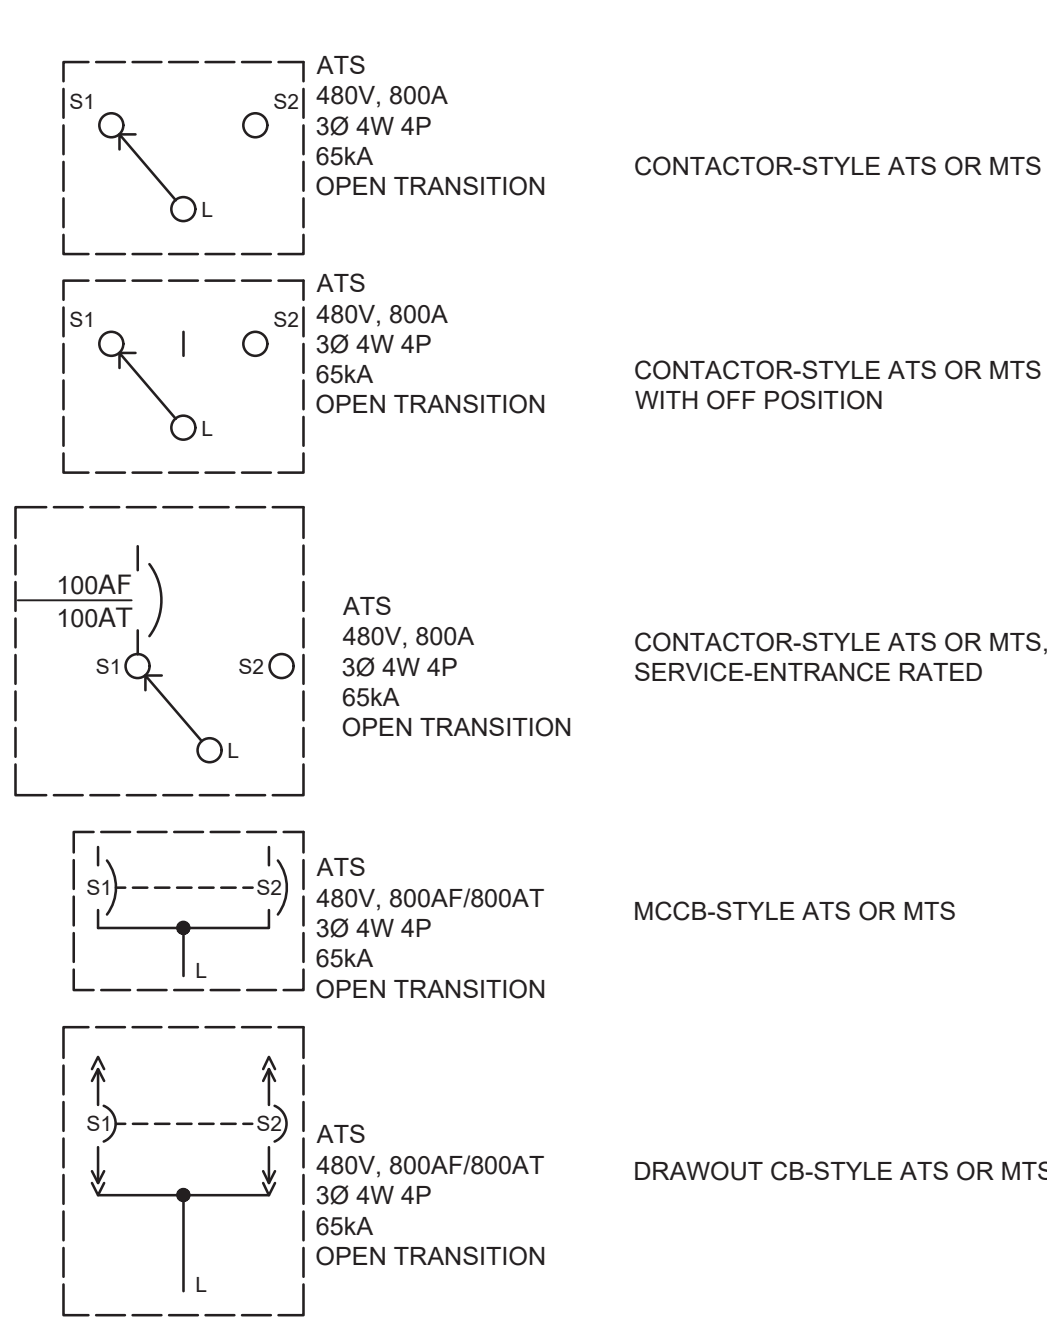 S1
S2
L
ATS
480V, 800A
3Ø 4W 4P
65kA
OPEN TRANSITION
CONTACTOR-STYLE ATS OR MTS
S1
S2
L
ATS
480V, 800A
3Ø 4W 4P
65kA
OPEN TRANSITION
CONTACTOR-STYLE ATS OR MTS
WITH OFF POSITION
100AF
100AT
S1
S2
L
ATS
480V, 800A
3Ø 4W 4P
65kA
OPEN TRANSITION
CONTACTOR-STYLE ATS OR MTS,
SERVICE-ENTRANCE RATED
S1
S2
L
ATS
480V, 800AF/800AT
3Ø 4W 4P
65kA
OPEN TRANSITION
MCCB-STYLE ATS OR MTS
S1
S2
L
ATS
480V, 800AF/800AT
3Ø 4W 4P
65kA
OPEN TRANSITION
DRAWOUT CB-STYLE ATS OR MTS